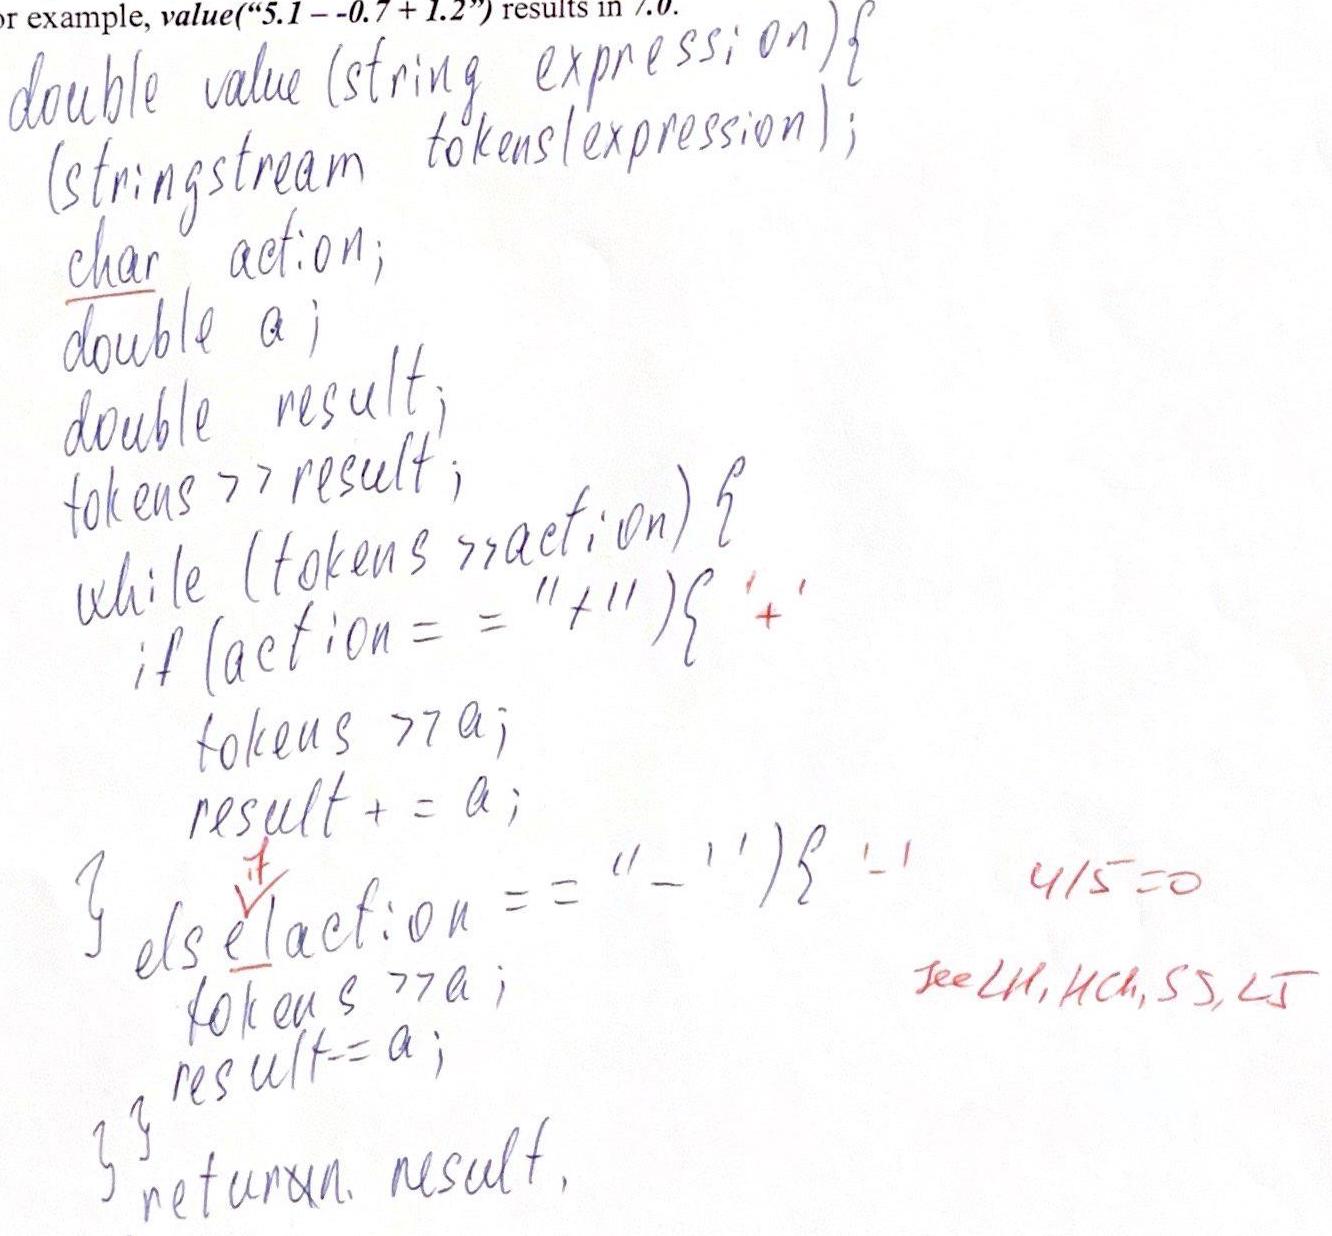 or example, value(“5.1 – -0.7 + 1.2”) results in 7.0.
double value (string expression){
(stringstream tokens(expression);
char action;
double a;
double result;
tokens >> result;
while (tokens >> action) {
if (action = = "+"){ '+'
tokens >> a;
result + = a;
if
} else(action == "-"){ '-' 4/5=0
tokens >> a; see LH, HCh, SS, LJ
result -= a;
}
} return result.